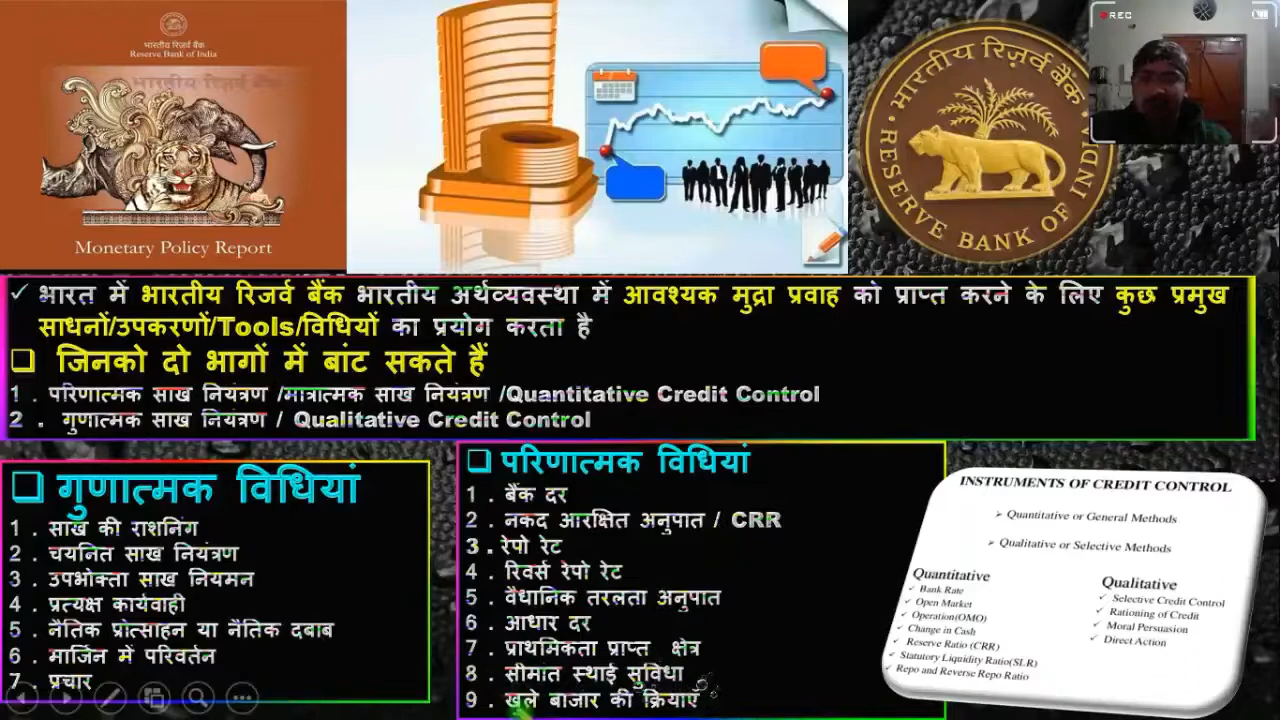 भारतीय रिज़र्व बैंक
Reserve Bank of India
Monetary Policy Report
भारतीय रिज़र्व बैंक
RESERVE BANK OF INDIA
REC
✓ भारत में भारतीय रिजर्व बैंक भारतीय अर्थव्यवस्था में आवश्यक मुद्रा प्रवाह को प्राप्त करने के लिए कुछ प्रमुख
साधनों/उपकरणों/Tools/विधियों का प्रयोग करता है
❑ जिनको दो भागों में बांट सकते हैं
1 . परिणात्मक साख नियंत्रण /मात्रात्मक साख नियंत्रण /Quantitative Credit Control
2 . गुणात्मक साख नियंत्रण / Qualitative Credit Control
❑ गुणात्मक विधियां
1 . साख की राशनिंग
2 . चयनित साख नियंत्रण
3 . उपभोक्ता साख नियमन
4 . प्रत्यक्ष कार्यवाही
5 . नैतिक प्रोत्साहन या नैतिक दबाब
6 . मार्जिन में परिवर्तन
7 . प्रचार
❑ परिणात्मक विधियां
1 . बैंक दर
2 . नकद आरक्षित अनुपात / CRR
3 . रेपो रेट
4 . रिवर्स रेपो रेट
5 . वैधानिक तरलता अनुपात
6 . आधार दर
7 . प्राथमिकता प्राप्त क्षेत्र
8 . सीमांत स्थाई सुविधा
9 . खुले बाजार की क्रियाएँ
INSTRUMENTS OF CREDIT CONTROL
➢ Quantitative or General Methods
➢ Qualitative or Selective Methods
Quantitative
✓ Bank Rate
✓ Open Market
✓ Operation(OMO)
✓ Change in Cash
✓ Reserve Ratio (CRR)
✓ Statutory Liquidity Ratio(SLR)
✓ Repo and Reverse Repo Ratio
Qualitative
✓ Selective Credit Control
✓ Rationing of Credit
✓ Moral Persuasion
✓ Direct Action